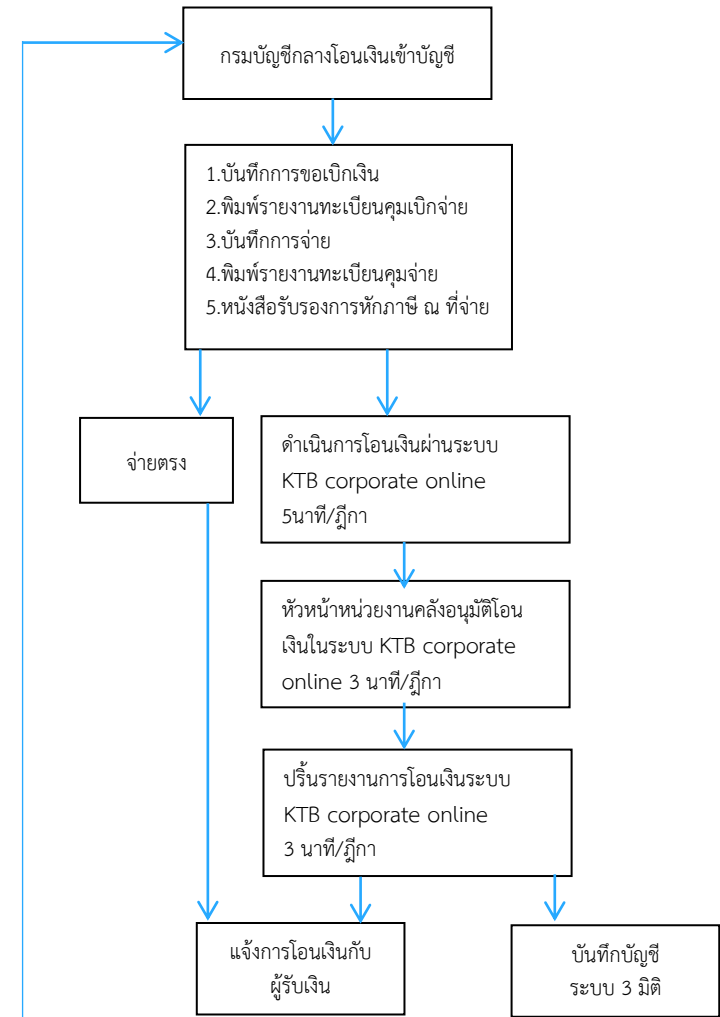 กรมบัญชีกลางโอนเงินเข้าบัญชี
1.บันทึกการขอเบิกเงิน
2.พิมพ์รายงานทะเบียนคุมเบิกจ่าย
3.บันทึกการจ่าย
4.พิมพ์รายงานทะเบียนคุมจ่าย
5.หนังสือรับรองการหักภาษี ณ ที่จ่าย
จ่ายตรง
ดำเนินการโอนเงินผ่านระบบ
KTB corporate online
5นาที/ฎีกา
หัวหน้าหน่วยงานคลังอนุมัติโอน
เงินในระบบ KTB corporate
online 3 นาที/ฎีกา
ปริ้นรายงานการโอนเงินระบบ
KTB corporate online
3 นาที/ฎีกา
แจ้งการโอนเงินกับ
ผู้รับเงิน
บันทึกบัญชี
ระบบ 3 มิติ